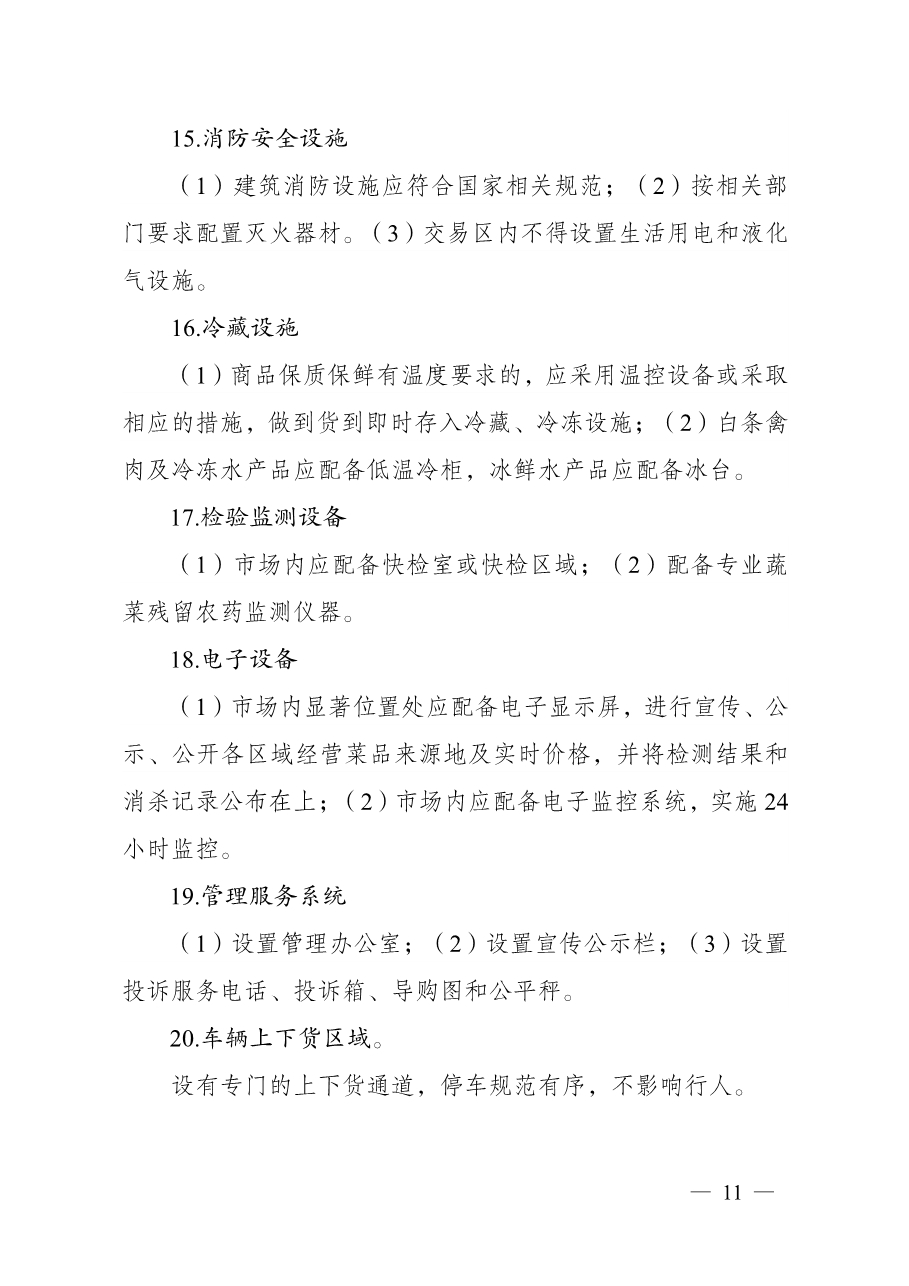 15.消防安全设施
（1）建筑消防设施应符合国家相关规范；（2）按相关部
门要求配置灭火器材。（3）交易区内不得设置生活用电和液化
气设施。
16.冷藏设施
（1）商品保质保鲜有温度要求的，应采用温控设备或采取
相应的措施，做到货到即时存入冷藏、冷冻设施；（2）白条禽
肉及冷冻水产品应配备低温冷柜，冰鲜水产品应配备冰台。
17.检验监测设备
（1）市场内应配备快检室或快检区域；（2）配备专业蔬
菜残留农药监测仪器。
18.电子设备
（1）市场内显著位置处应配备电子显示屏，进行宣传、公
示、公开各区域经营菜品来源地及实时价格，并将检测结果和
消杀记录公布在上；（2）市场内应配备电子监控系统，实施 24
小时监控。
19.管理服务系统
（1）设置管理办公室；（2）设置宣传公示栏；（3）设置
投诉服务电话、投诉箱、导购图和公平秤。
20.车辆上下货区域。
设有专门的上下货通道，停车规范有序，不影响行人。
— 11 —